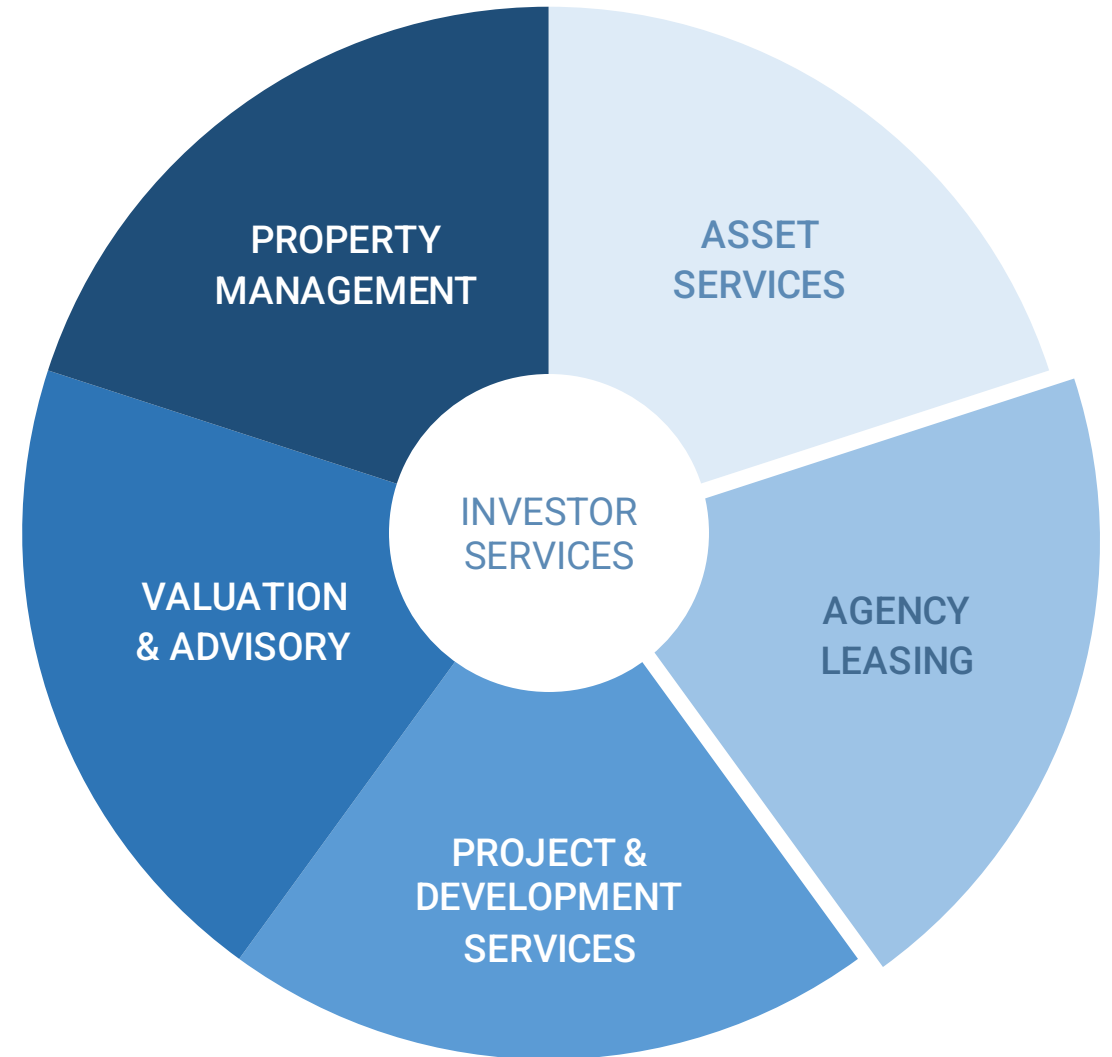 PROPERTY
MANAGEMENT
ASSET
SERVICES
INVESTOR
SERVICES
VALUATION
& ADVISORY
AGENCY
LEASING
PROJECT &
DEVELOPMENT
SERVICES